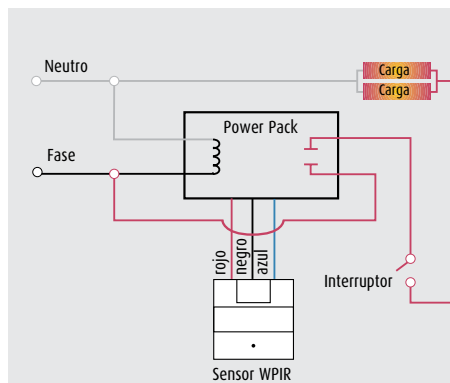 Neutro
Carga
Carga
Power Pack
Fase
rojo
negro
azul
Interruptor
Sensor WPIR